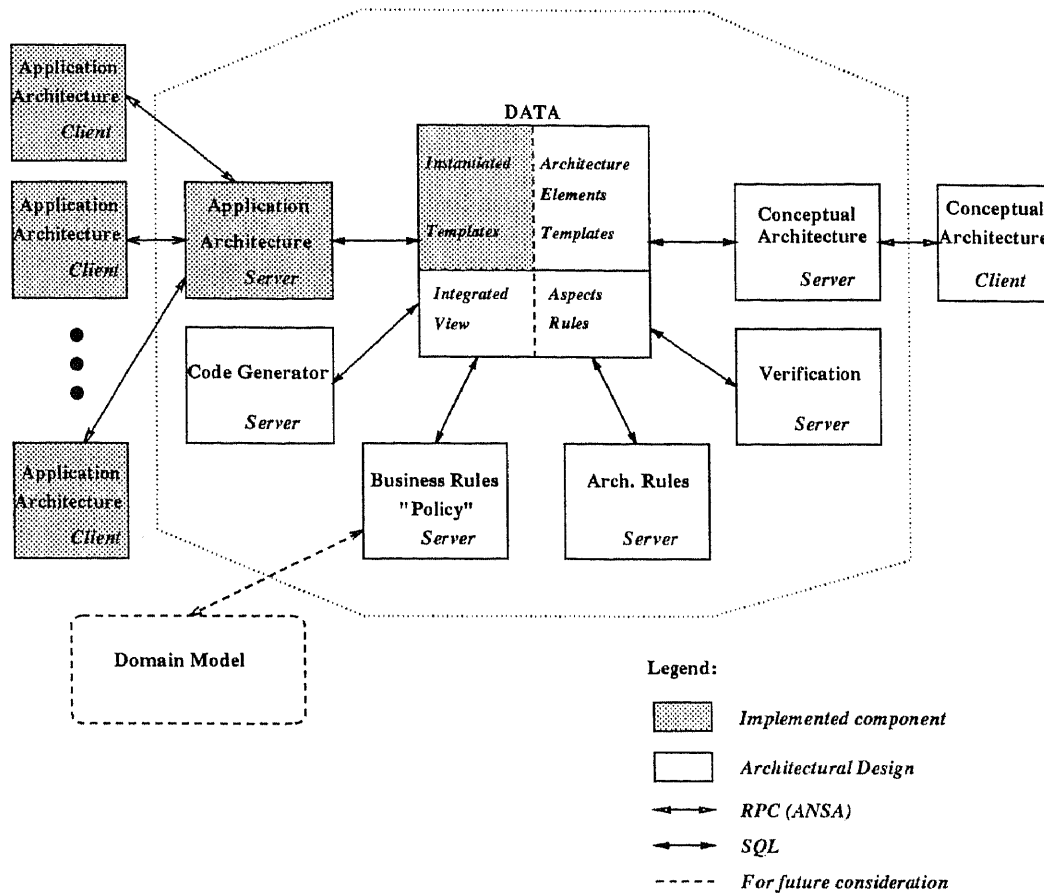 Application
Architecture
Client
Application
Architecture
Client
Application
Architecture
Client
Application
Architecture
Server
DATA
Instantiated
Templates
Architecture
Elements
Templates
Integrated
View
Aspects
Rules
Conceptual
Architecture
Server
Conceptual
Architecture
Client
Code Generator
Server
Verification
Server
Business Rules
"Policy"
Server
Arch. Rules
Server
Domain Model
Legend:
Implemented component
Architectural Design
RPC (ANSA)
SQL
For future consideration